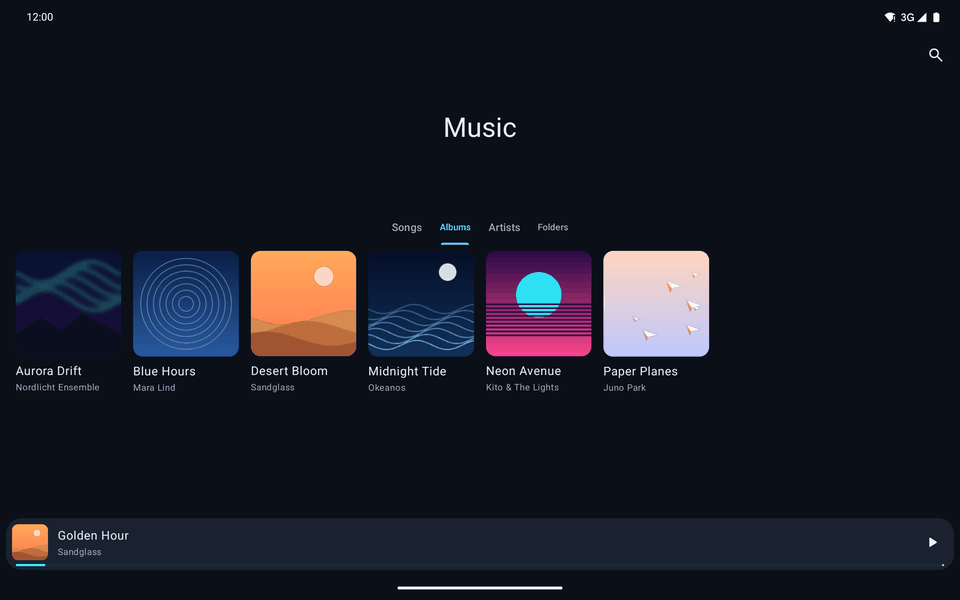 12:00
3G
Music
Songs
Albums
Artists
Folders
Aurora Drift
Nordlicht Ensemble
Blue Hours
Mara Lind
Desert Bloom
Sandglass
Midnight Tide
Okeanos
Neon Avenue
Kito & The Lights
Paper Planes
Juno Park
Golden Hour
Sandglass